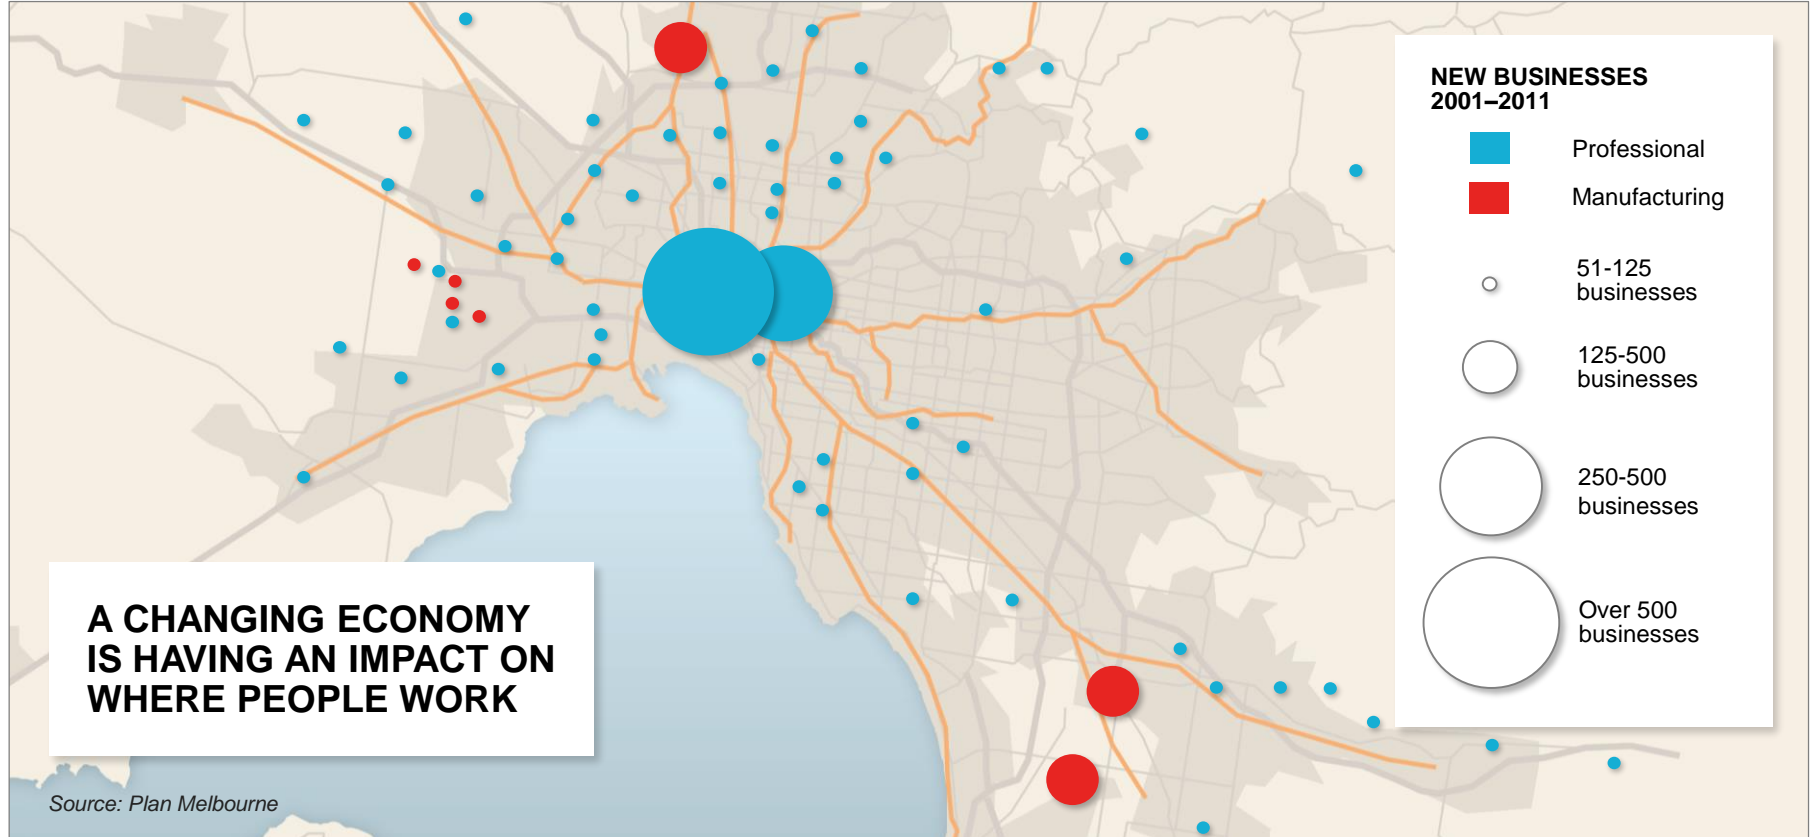 NEW BUSINESSES
2001–2011
Professional
Manufacturing
51-125
businesses
125-500
businesses
250-500
businesses
Over 500
businesses
A CHANGING ECONOMY
IS HAVING AN IMPACT ON
WHERE PEOPLE WORK
Source: Plan Melbourne